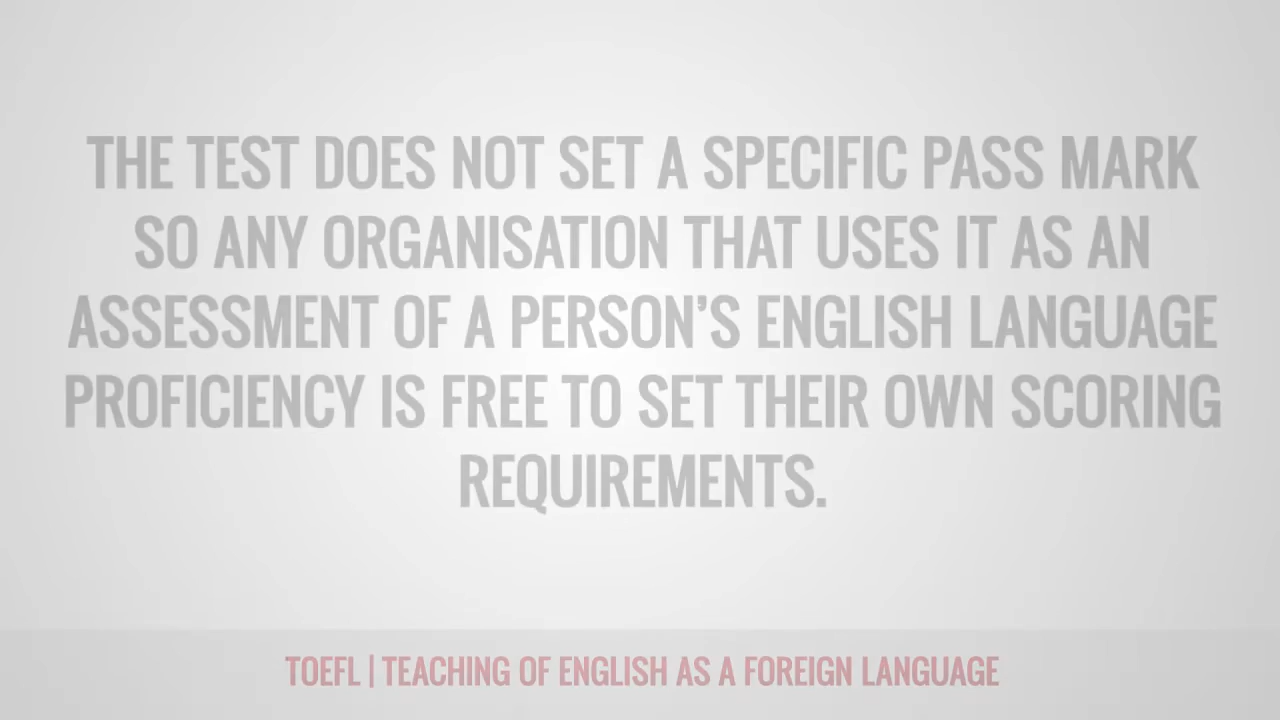 THE TEST DOES NOT SET A SPECIFIC PASS MARK
SO ANY ORGANISATION THAT USES IT AS AN
ASSESSMENT OF A PERSON’S ENGLISH LANGUAGE
PROFICIENCY IS FREE TO SET THEIR OWN SCORING
REQUIREMENTS.
TOEFL | TEACHING OF ENGLISH AS A FOREIGN LANGUAGE